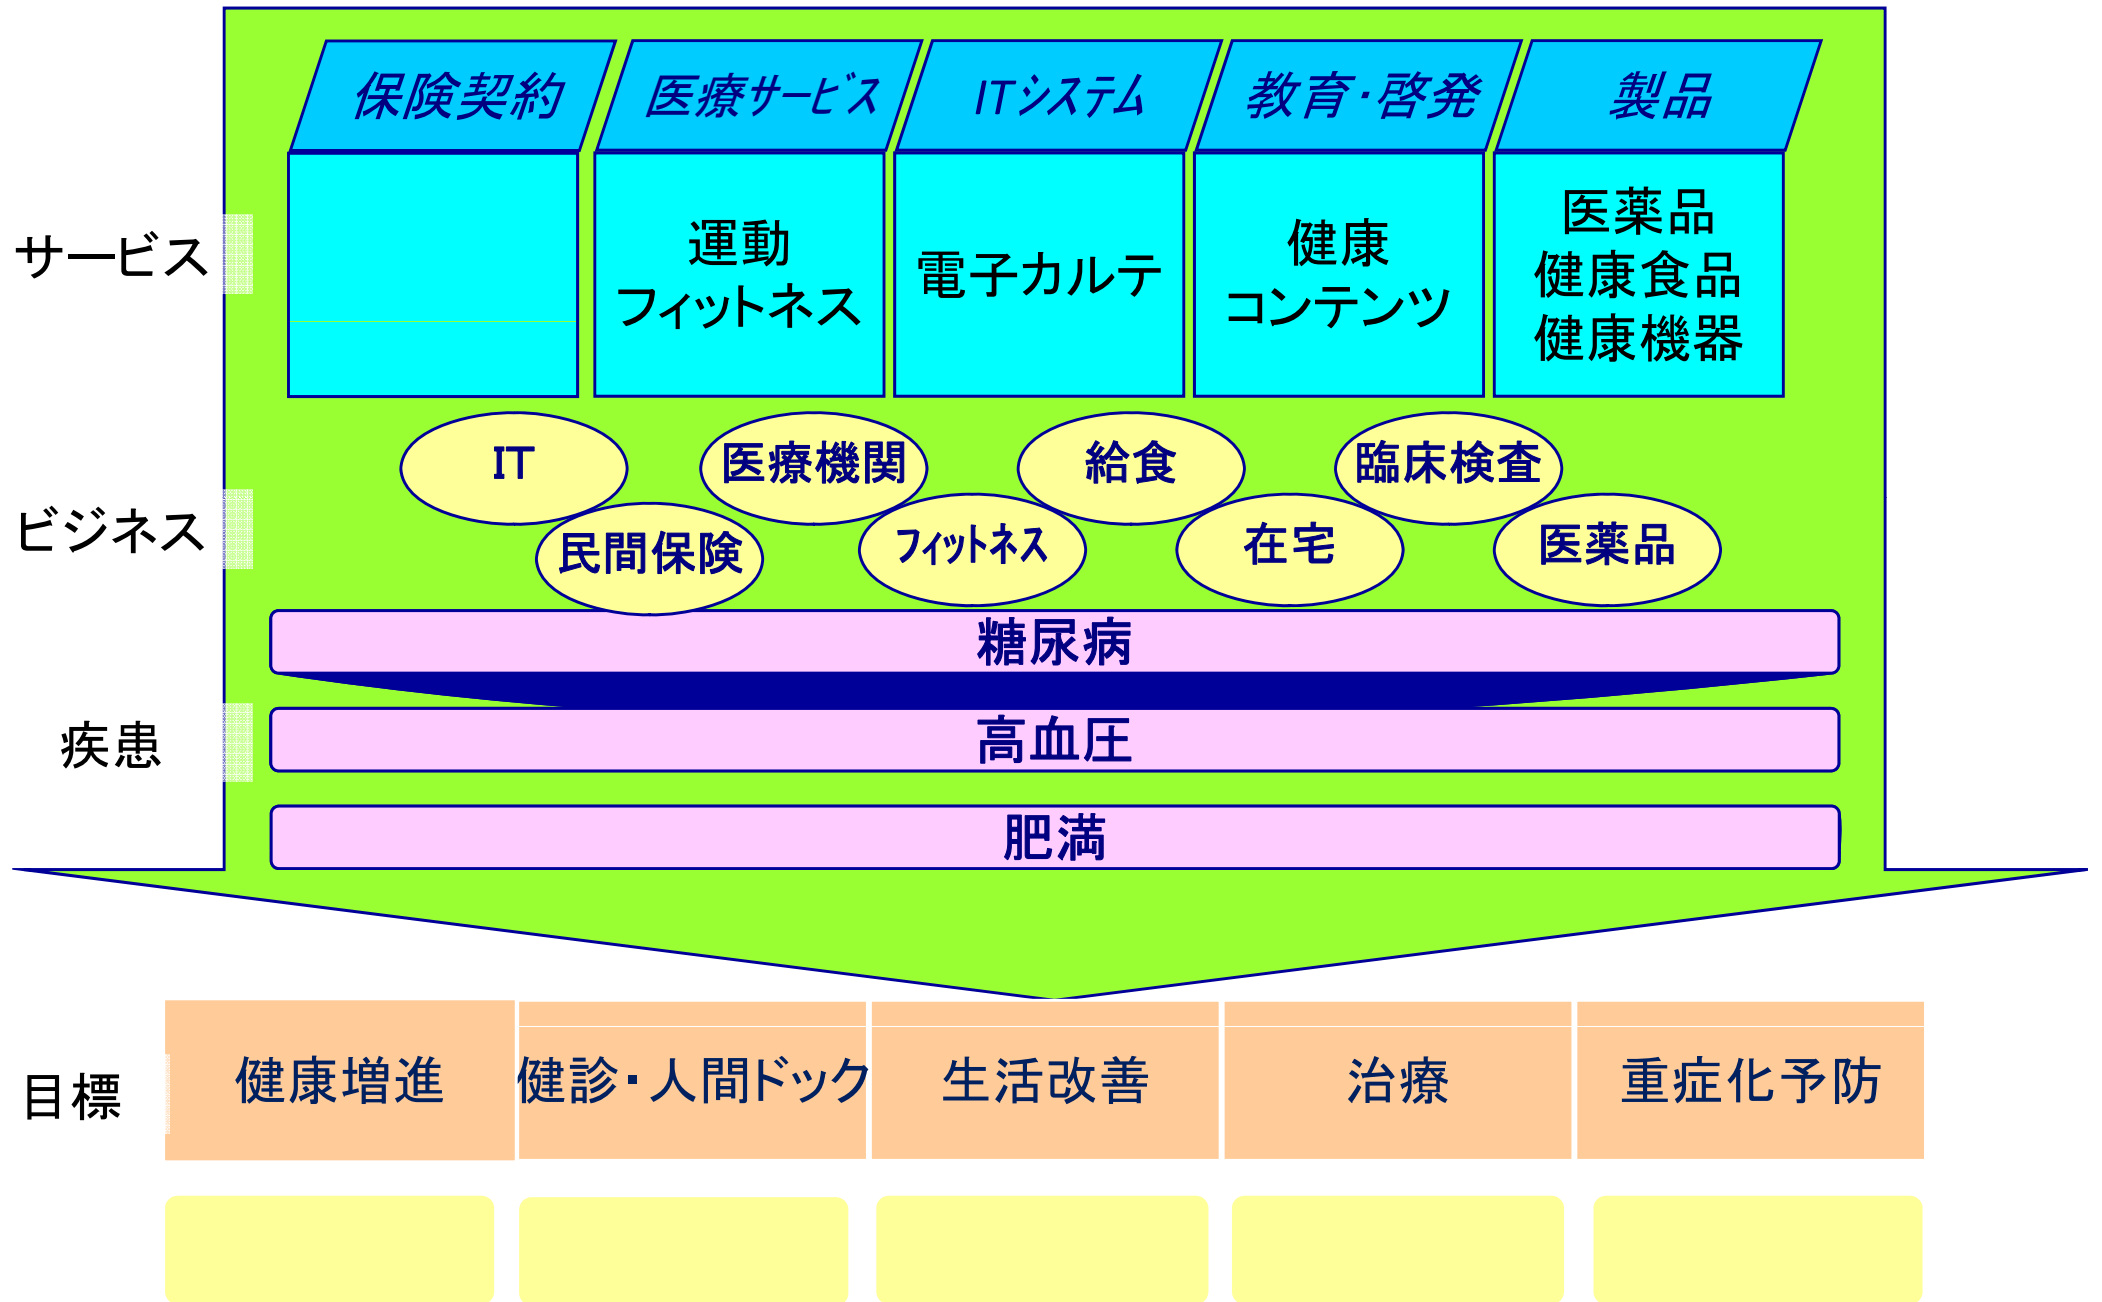 保険契約
医療サービス
ITシステム
教育・啓発
製品
サービス
運動
フィットネス
電子カルテ
健康
コンテンツ
医薬品
健康食品
健康機器
ビジネス
IT
医療機関
給食
臨床検査
民間保険
フィットネス
在宅
医薬品
糖尿病
疾患
高血圧
肥満
目標
健康増進
健診・人間ドック
生活改善
治療
重症化予防